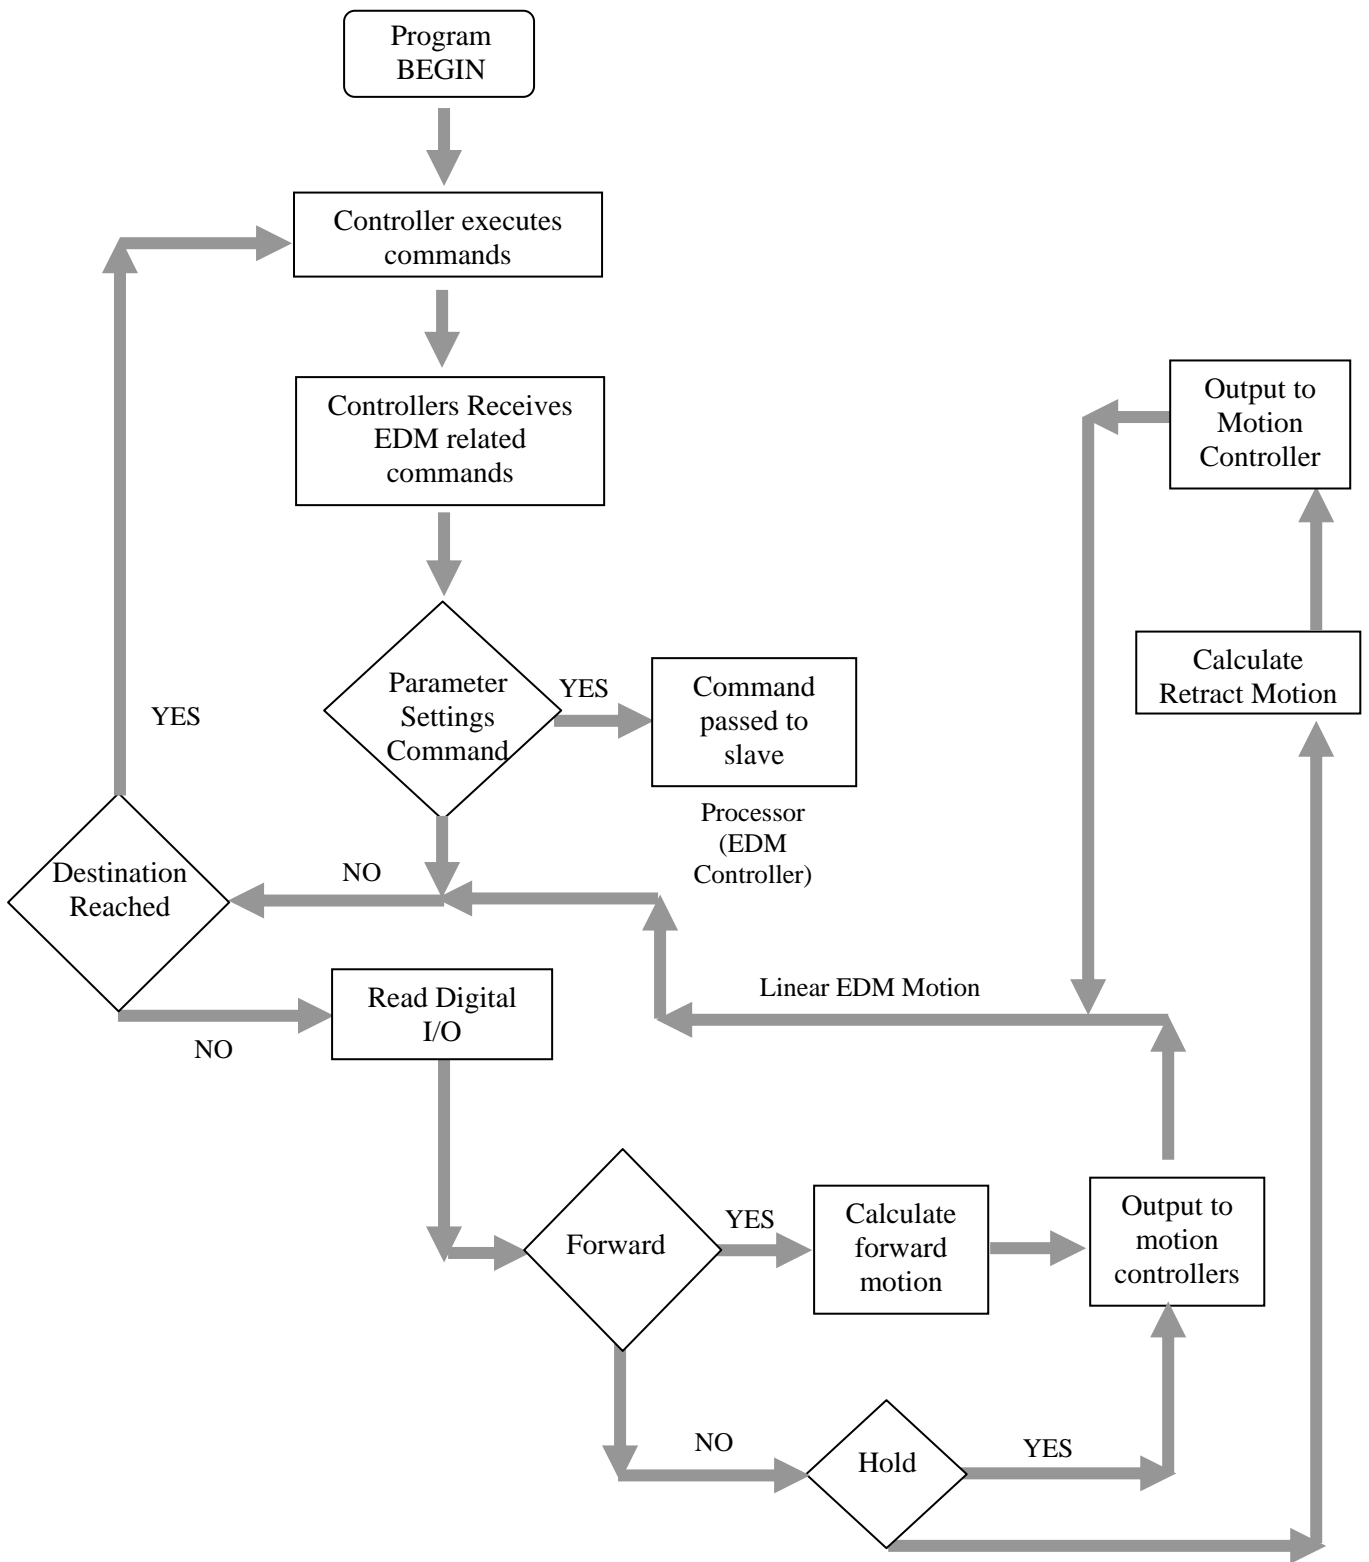 Program
BEGIN
Controller executes
commands
Controllers Receives
EDM related
commands
Output to
Motion
Controller
Calculate
Retract Motion
Parameter
Settings
Command
YES
Command
passed to
slave
Processor
(EDM
Controller)
YES
Destination
Reached
NO
NO
Read Digital
I/O
Linear EDM Motion
Forward
YES
Calculate
forward
motion
Output to
motion
controllers
NO
Hold
YES